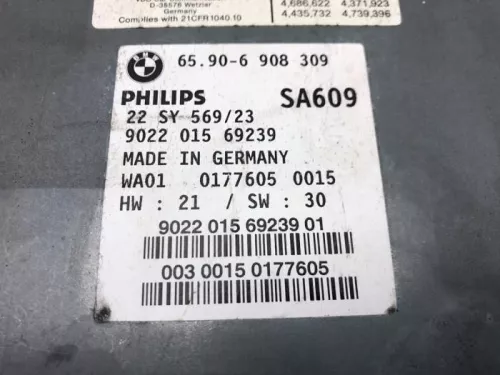 D-35578 Wetzlar
Germany
Complies with 21CFR1040.10
4,686,622 4,371,923
4,435,732 4,739,396
BMW 65.90-6 908 309
PHILIPS SA609
22 SY 569/23
9022 015 69239
MADE IN GERMANY
WA01 0177605 0015
HW : 21 / SW : 30
9022 015 69239 01
003 0015 0177605